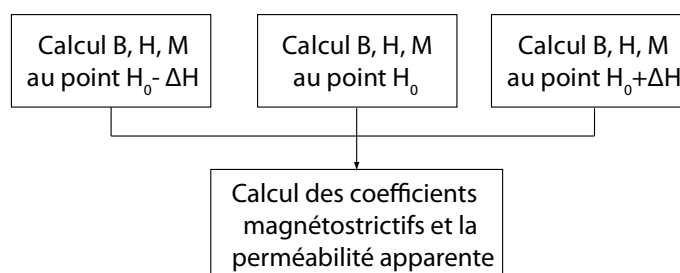 Calcul B, H, M
au point H₀- ΔH
Calcul B, H, M
au point H₀
Calcul B, H, M
au point H₀+ΔH
Calcul des coefficients
magnétostrictifs et la
perméabilité apparente